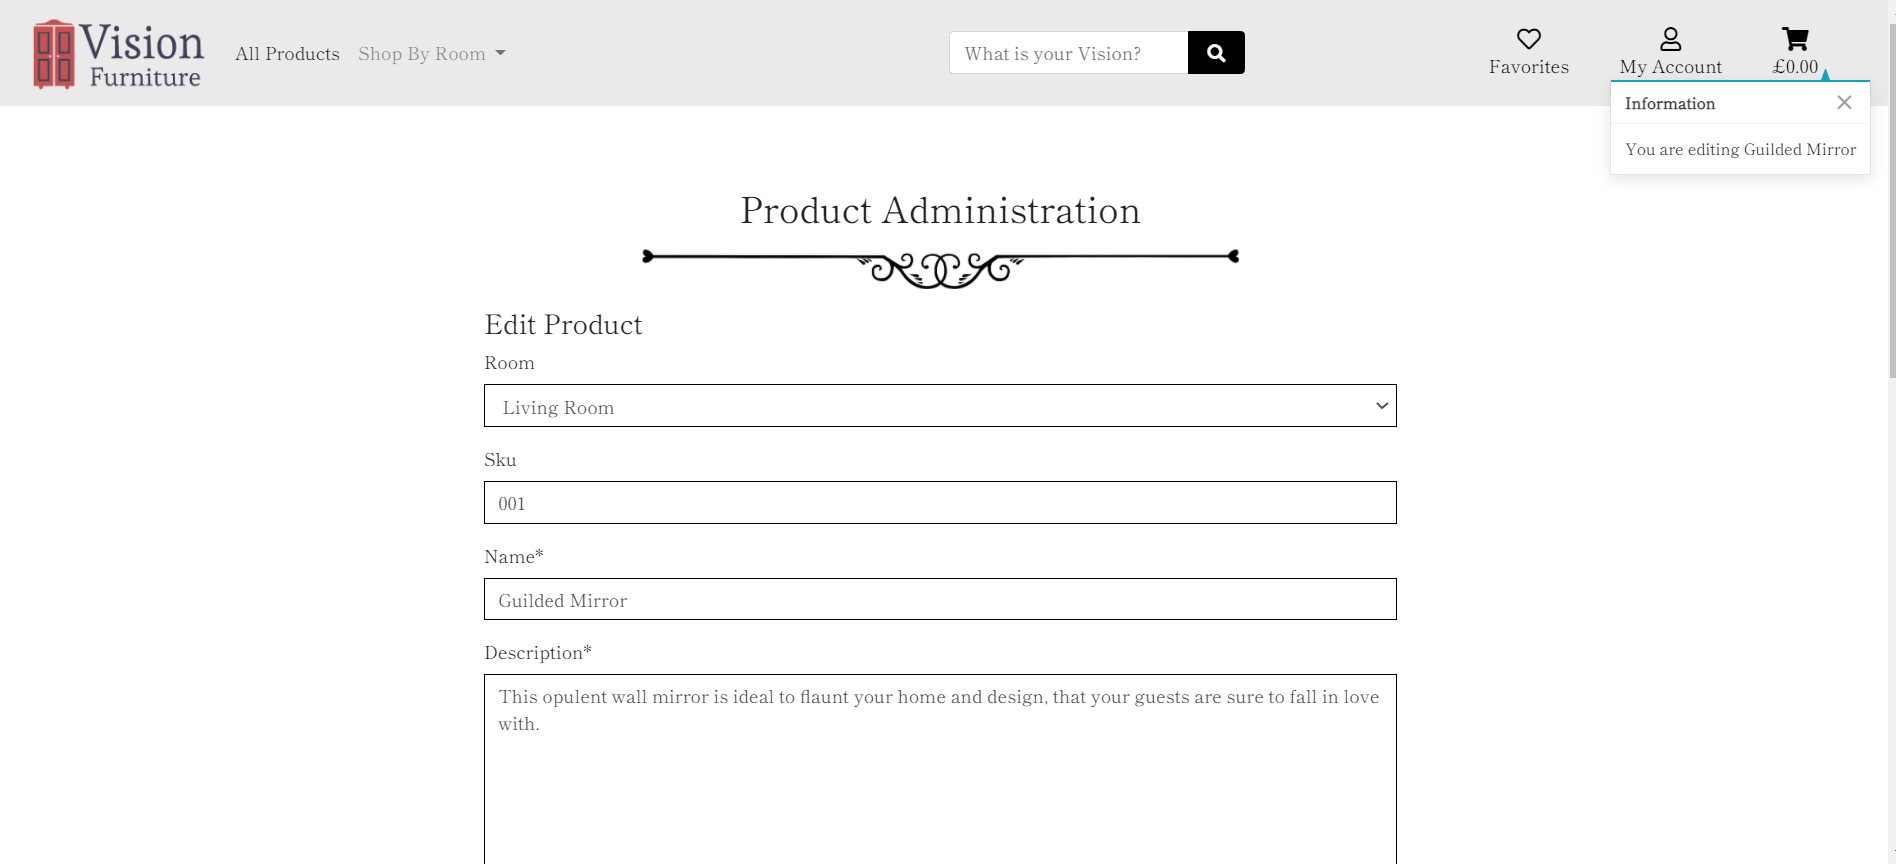 Vision
Furniture
All Products
Shop By Room
What is your Vision?
Favorites
My Account
£0.00
Information
You are editing Guilded Mirror
Product Administration
Edit Product
Room
Living Room
Sku
001
Name*
Guilded Mirror
Description*
This opulent wall mirror is ideal to flaunt your home and design, that your guests are sure to fall in love
with.